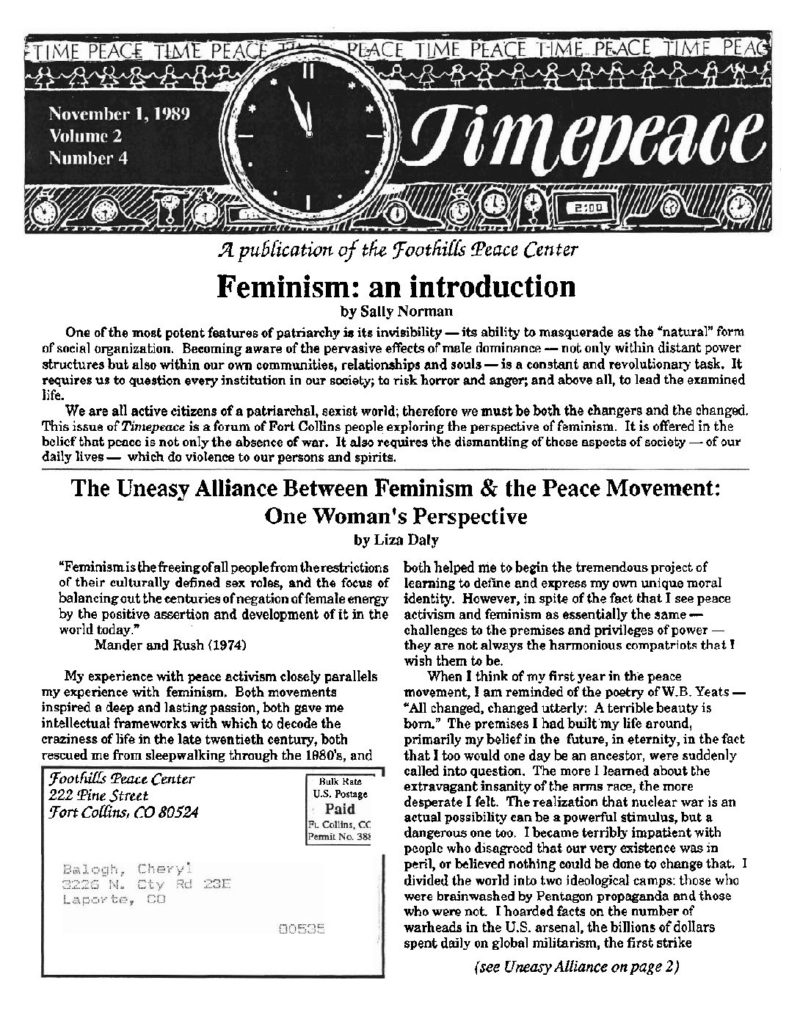 TIME PEACE TIME PEACE TI PEACE TIME PEACE TIME PEACE TIME PEAC
November 1, 1989
Volume 2
Number 4
Timepeace
2:00
A publication of the Foothills Peace Center
Feminism: an introduction
by Sally Norman
One of the most potent features of patriarchy is its invisibility — its ability to masquerade as the "natural" form
of social organization. Becoming aware of the pervasive effects of male dominance — not only within distant power
structures but also within our own communities, relationships and souls — is a constant and revolutionary task. It
requires us to question every institution in our society; to risk horror and anger; and above all, to lead the examined
life.
We are all active citizens of a patriarchal, sexist world; therefore we must be both the changers and the changed.
This issue of Timepeace is a forum of Fort Collins people exploring the perspective of feminism. It is offered in the
belief that peace is not only the absence of war. It also requires the dismantling of those aspects of society — of our
daily lives — which do violence to our persons and spirits.
The Uneasy Alliance Between Feminism & the Peace Movement:
One Woman's Perspective
by Liza Daly
"Feminism is the freeing of all people from the restrictions
of their culturally defined sex roles, and the focus of
balancing out the centuries of negation of female energy
by the positive assertion and development of it in the
world today."
Mander and Rush (1974)
My experience with peace activism closely parallels
my experience with feminism. Both movements
inspired a deep and lasting passion, both gave me
intellectual frameworks with which to decode the
craziness of life in the late twentieth century, both
rescued me from sleepwalking through the 1980's, and
both helped me to begin the tremendous project of
learning to define and express my own unique moral
identity. However, in spite of the fact that I see peace
activism and feminism as essentially the same —
challenges to the premises and privileges of power —
they are not always the harmonious compatriots that I
wish them to be.
When I think of my first year in the peace
movement, I am reminded of the poetry of W.B. Yeats —
"All changed, changed utterly: A terrible beauty is
born." The premises I had built my life around,
primarily my belief in the future, in eternity, in the fact
that I too would one day be an ancestor, were suddenly
called into question. The more I learned about the
extravagant insanity of the arms race, the more
desperate I felt. The realization that nuclear war is an
actual possibility can be a powerful stimulus, but a
dangerous one too. I became terribly impatient with
people who disagreed that our very existence was in
peril, or believed nothing could be done to change that. I
divided the world into two ideological camps: those who
were brainwashed by Pentagon propaganda and those
who were not. I hoarded facts on the number of
warheads in the U.S. arsenal, the billions of dollars
spent daily on global militarism, the first strike
(see Uneasy Alliance on page 2)
Foothills Peace Center
222 Pine Street
Fort Collins, CO 80524
Bulk Rate
U.S. Postage
Paid
Ft. Collins, CC
Permit No. 388
Balogh, Cheryl
3226 N. Cty Rd 23E
Laporte, CO
80535